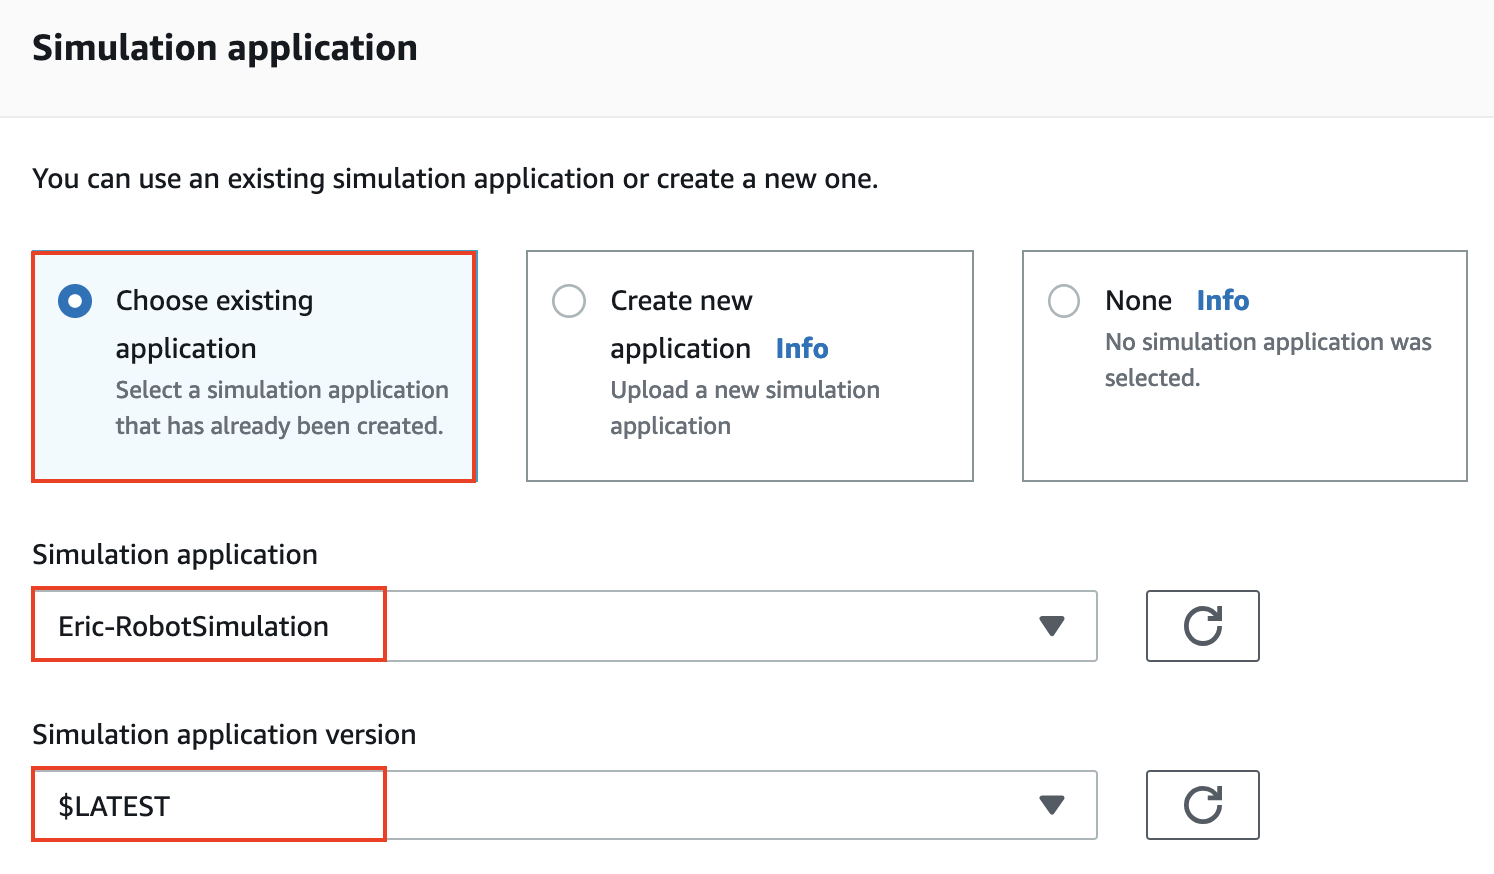 Simulation application
You can use an existing simulation application or create a new one.
Choose existing
application
Select a simulation application
that has already been created.
Create new
application Info
Upload a new simulation
application
None Info
No simulation application was
selected.
Simulation application
Eric-RobotSimulation
Simulation application version
$LATEST